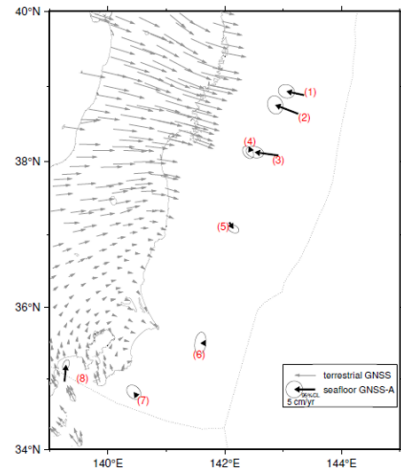 40°N
(1)
(2)
(4)
(3)
38°N
(5)
36°N
(6)
terrestrial GNSS
95%CL
seafloor GNSS-A
5 cm/yr
(8)
(7)
34°N
140°E
142°E
144°E